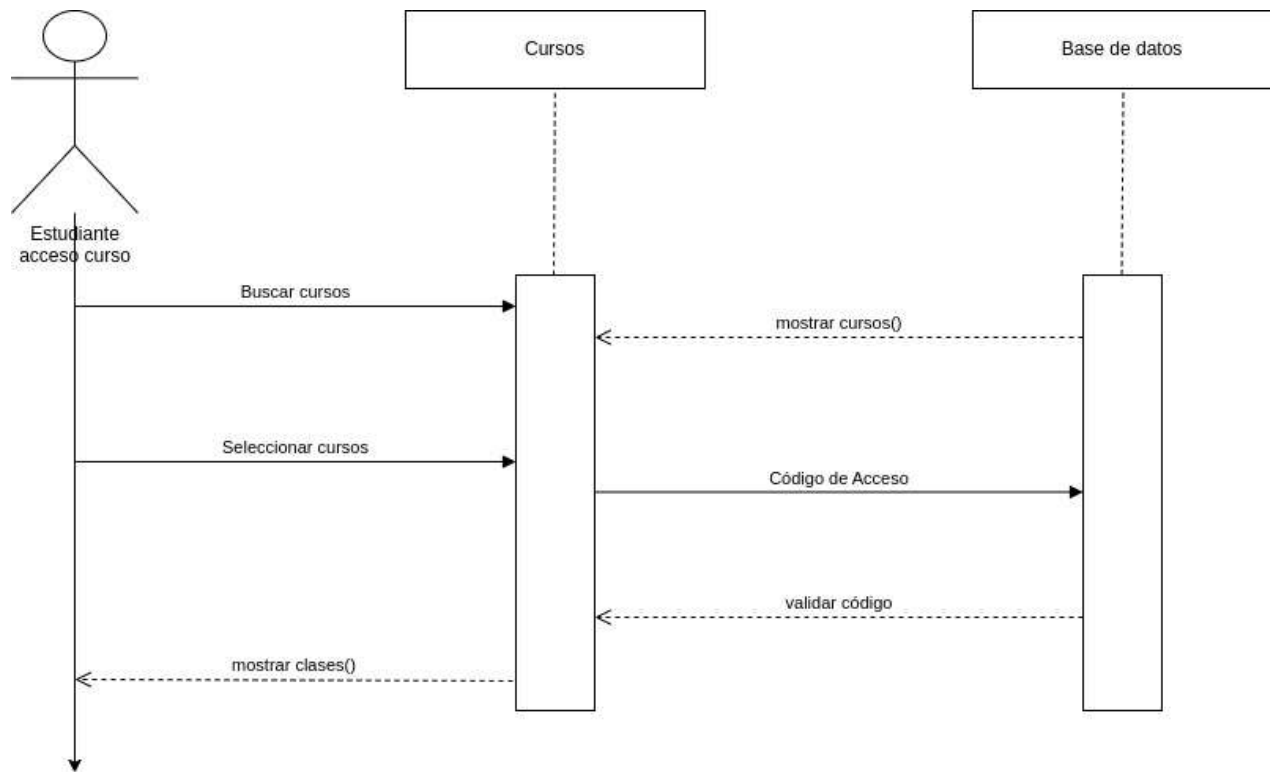 Cursos
Base de datos
Estudiante
acceso curso
Buscar cursos
mostrar cursos()
Seleccionar cursos
Código de Acceso
validar código
mostrar clases()